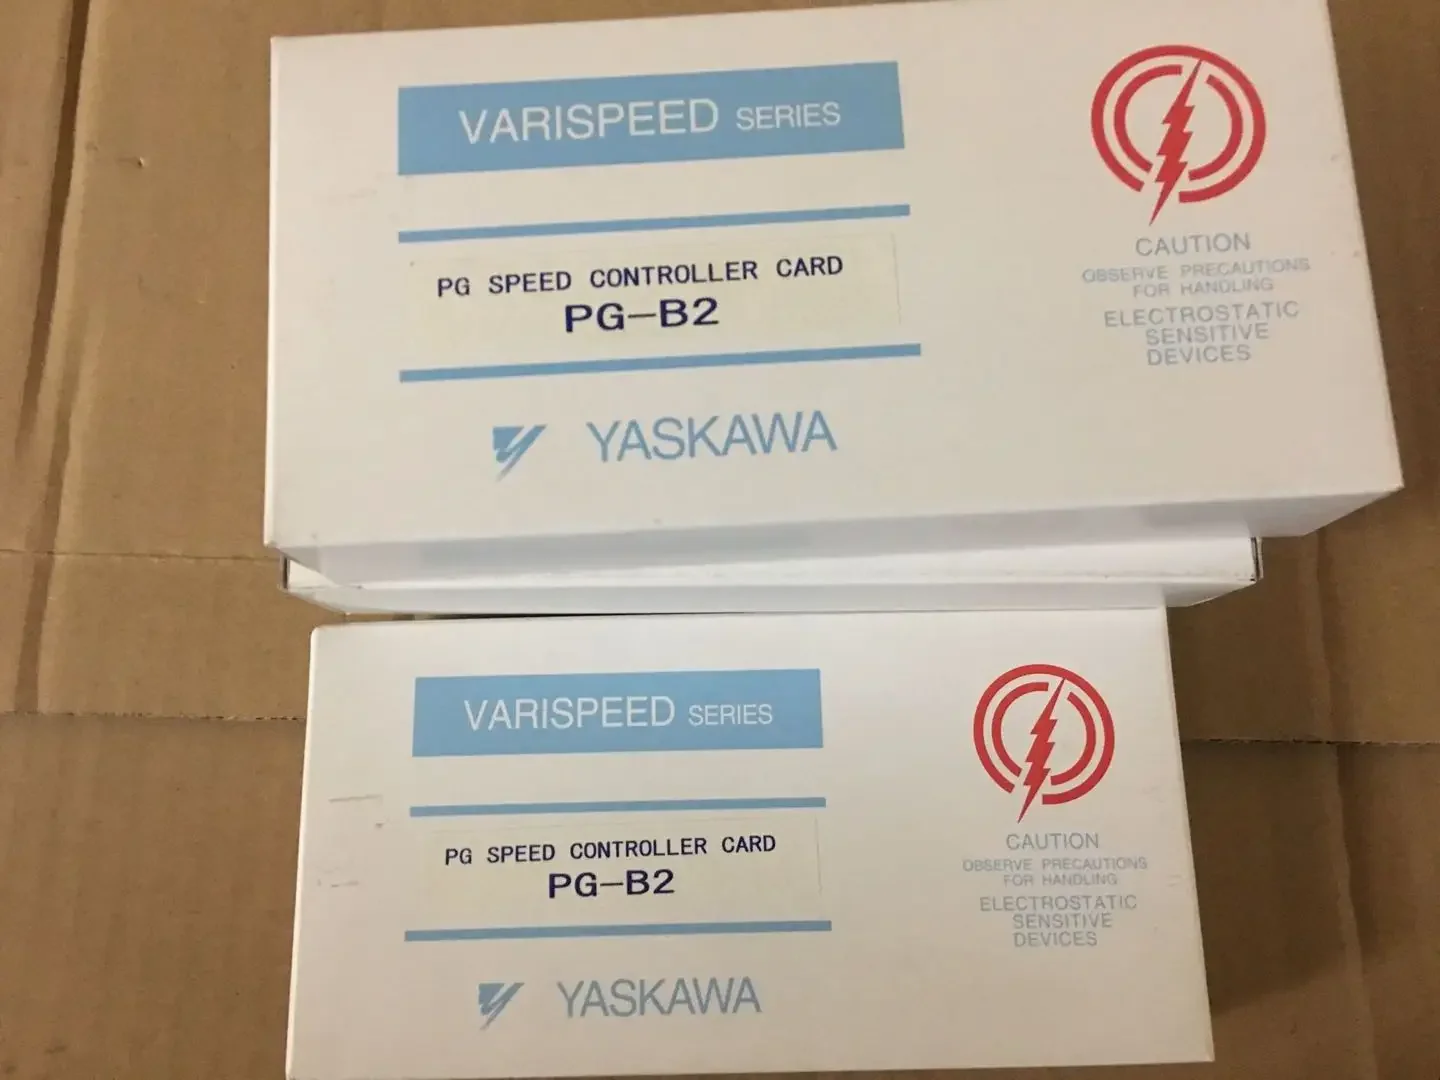 VARISPEED SERIES
PG SPEED CONTROLLER CARD
PG-B2
YASKAWA
CAUTION
OBSERVE PRECAUTIONS
FOR HANDLING
ELECTROSTATIC
SENSITIVE
DEVICES
VARISPEED SERIES
PG SPEED CONTROLLER CARD
PG-B2
YASKAWA
CAUTION
OBSERVE PRECAUTIONS
FOR HANDLING
ELECTROSTATIC
SENSITIVE
DEVICES